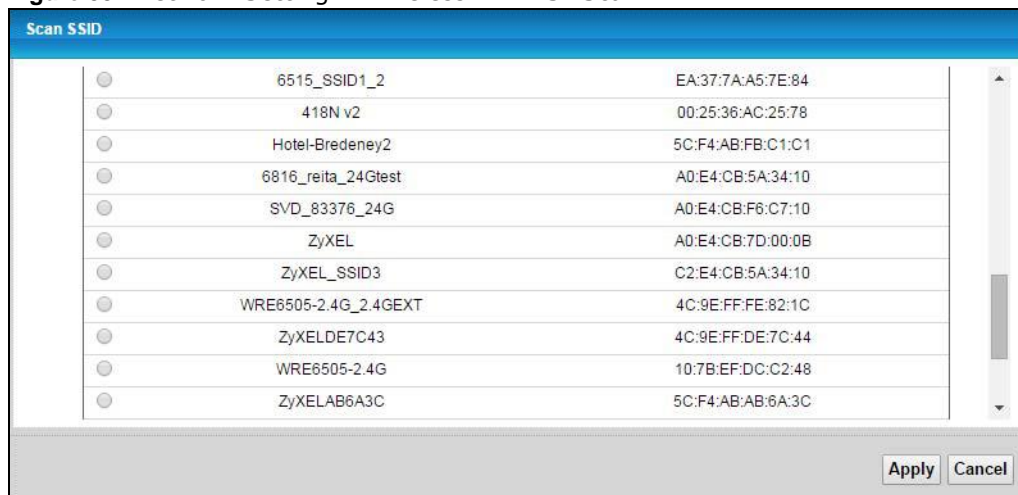 Scan SSID
6515_SSID1_2 EA:37:7A:A5:7E:84
418N v2 00:25:36:AC:25:78
Hotel-Bredeney2 5C:F4:AB:FB:C1:C1
6816_reita_24Gtest A0:E4:CB:5A:34:10
SVD_83376_24G A0:E4:CB:F6:C7:10
ZyXEL A0:E4:CB:7D:00:0B
ZyXEL_SSID3 C2:E4:CB:5A:34:10
WRE6505-2.4G_2.4GEXT 4C:9E:FF:FE:82:1C
ZyXELDE7C43 4C:9E:FF:DE:7C:44
WRE6505-2.4G 10:7B:EF:DC:C2:48
ZyXELAB6A3C 5C:F4:AB:AB:6A:3C
Apply Cancel